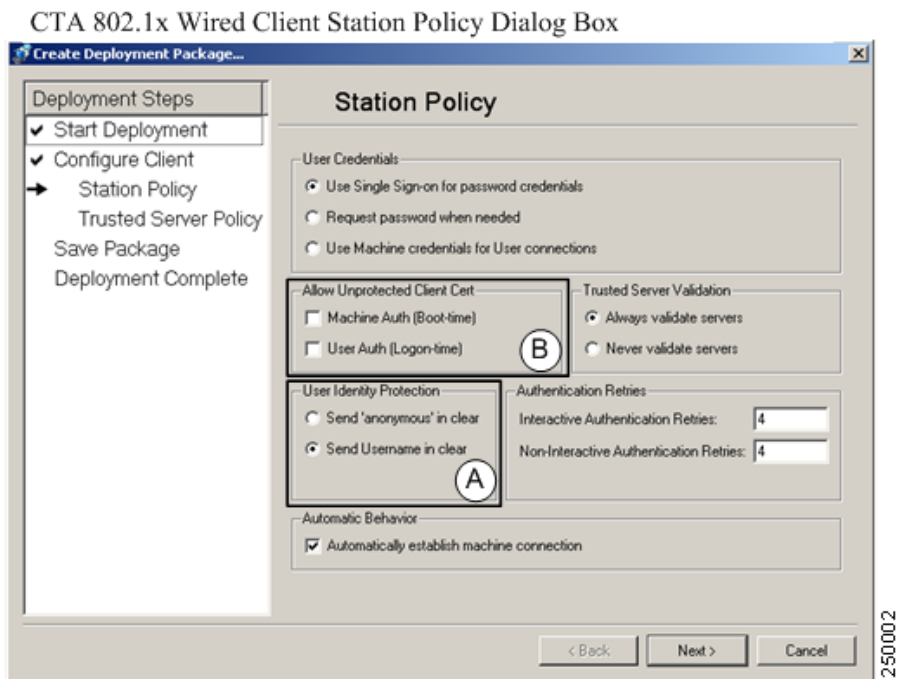 CTA 802.1x Wired Client Station Policy Dialog Box
Create Deployment Package...
Deployment Steps
Start Deployment
Configure Client
Station Policy
Trusted Server Policy
Save Package
Deployment Complete
Station Policy
User Credentials
Use Single Sign-on for password credentials
Request password when needed
Use Machine credentials for User connections
Allow Unprotected Client Cert
Machine Auth (Boot-time)
User Auth (Logon-time)
B
Trusted Server Validation
Always validate servers
Never validate servers
User Identity Protection
Send 'anonymous' in clear
Send Username in clear
A
Authentication Retries
Interactive Authentication Retries: 4
Non-Interactive Authentication Retries: 4
Automatic Behavior
Automatically establish machine connection
< Back
Next >
Cancel
250002